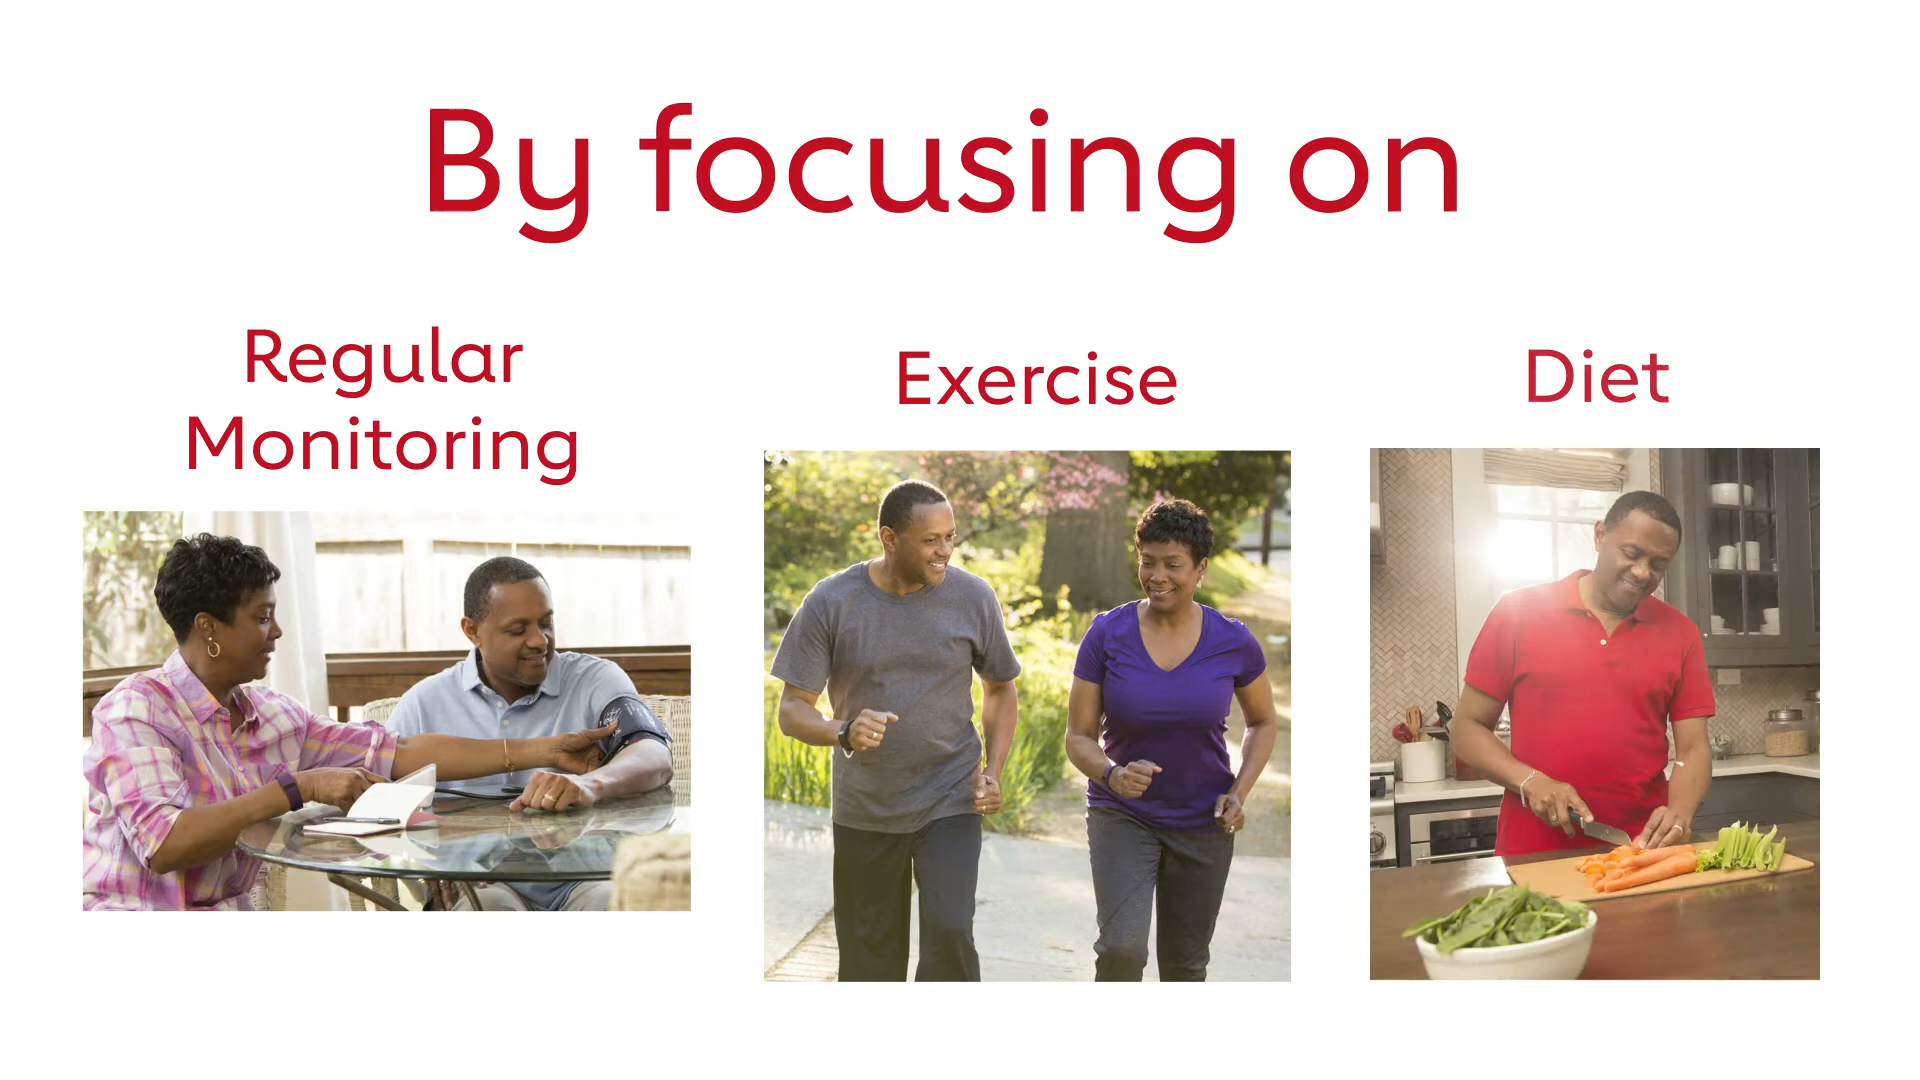 By focusing on
Regular
Monitoring
Exercise
Diet